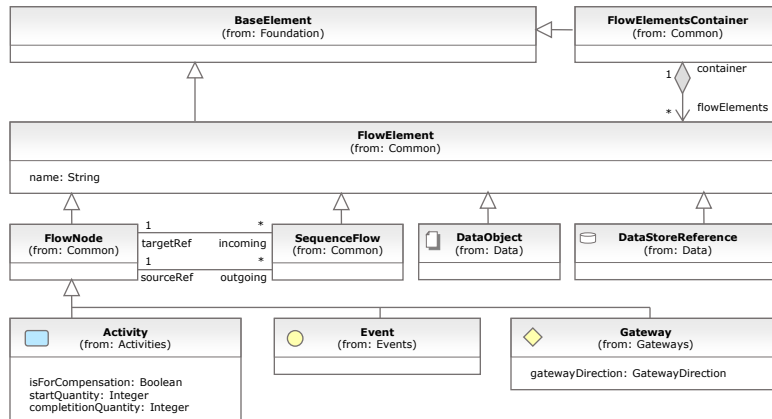 BaseElement
(from: Foundation)
FlowElementsContainer
(from: Common)
1
container
*
flowElements
FlowElement
(from: Common)
name: String
FlowNode
(from: Common)
1
*
targetRef
incoming
1
*
sourceRef
outgoing
SequenceFlow
(from: Common)
DataObject
(from: Data)
DataStoreReference
(from: Data)
Activity
(from: Activities)
isForCompensation: Boolean
startQuantity: Integer
completitionQuantity: Integer
Event
(from: Events)
Gateway
(from: Gateways)
gatewayDirection: GatewayDirection